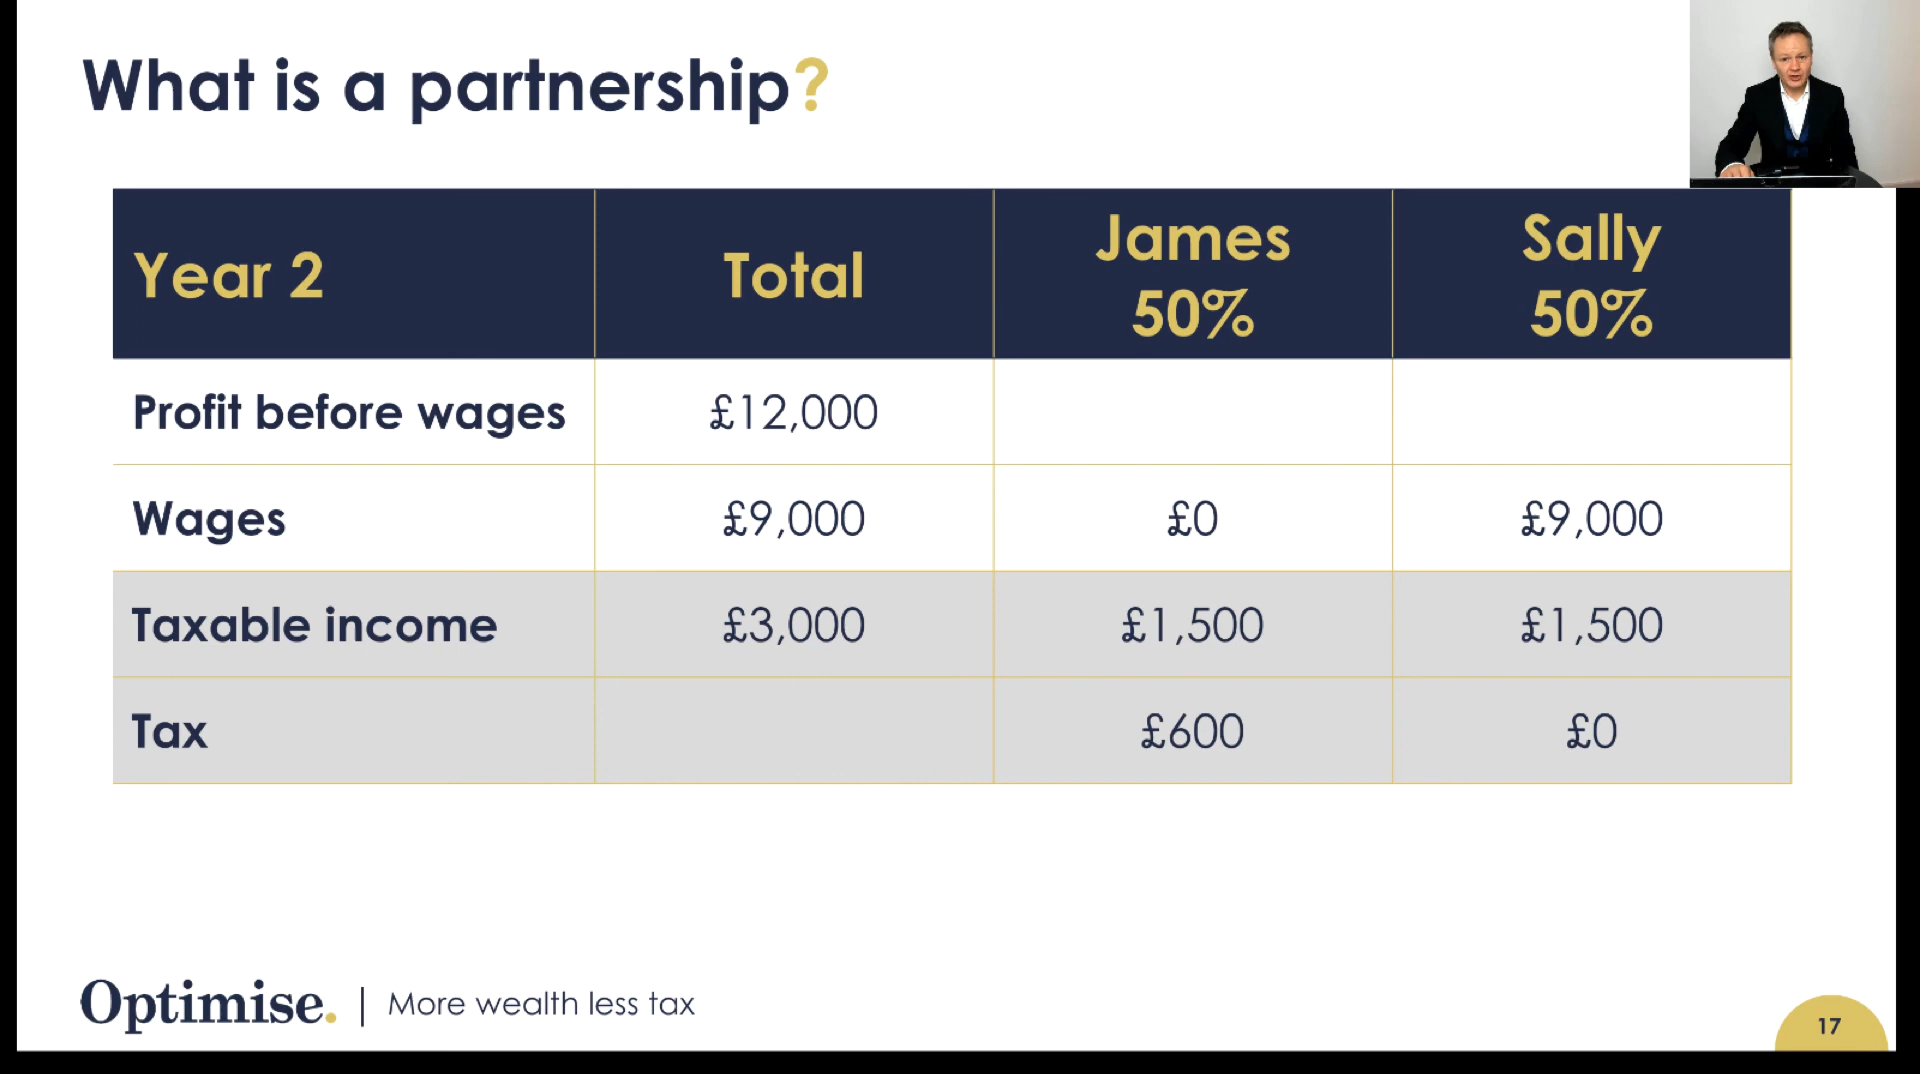 What is a partnership?
Year 2 Total James 50% Sally 50%
Profit before wages £12,000
Wages £9,000 £0 £9,000
Taxable income £3,000 £1,500 £1,500
Tax £600 £0
Optimise. | More wealth less tax
17